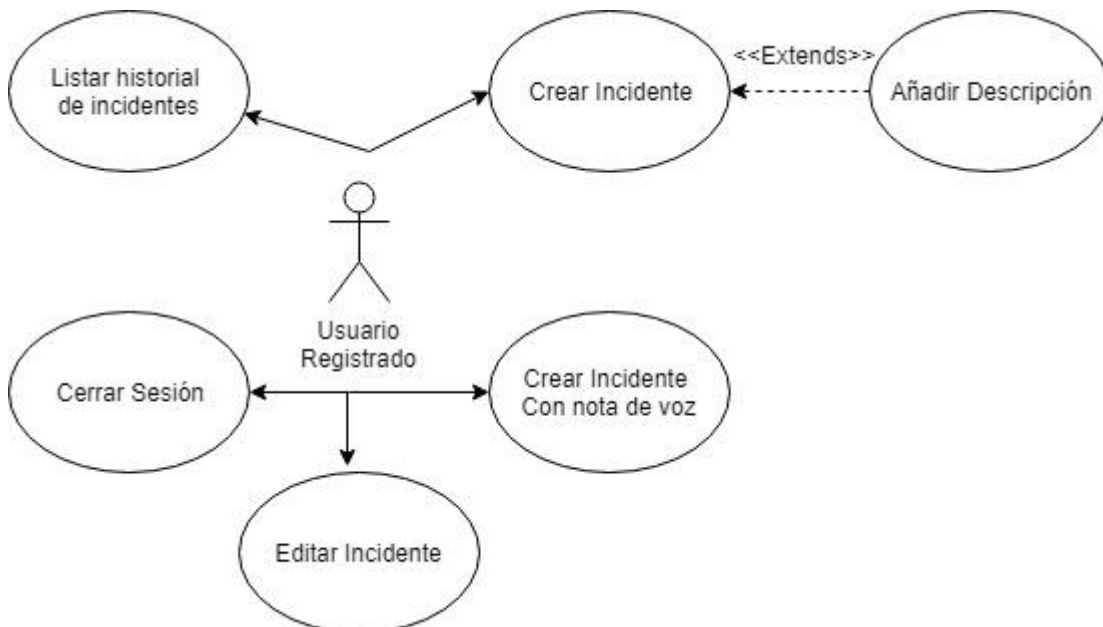 Listar historial
de incidentes
Crear Incidente
<<Extends>>
Añadir Descripción
Usuario
Registrado
Cerrar Sesión
Crear Incidente
Con nota de voz
Editar Incidente